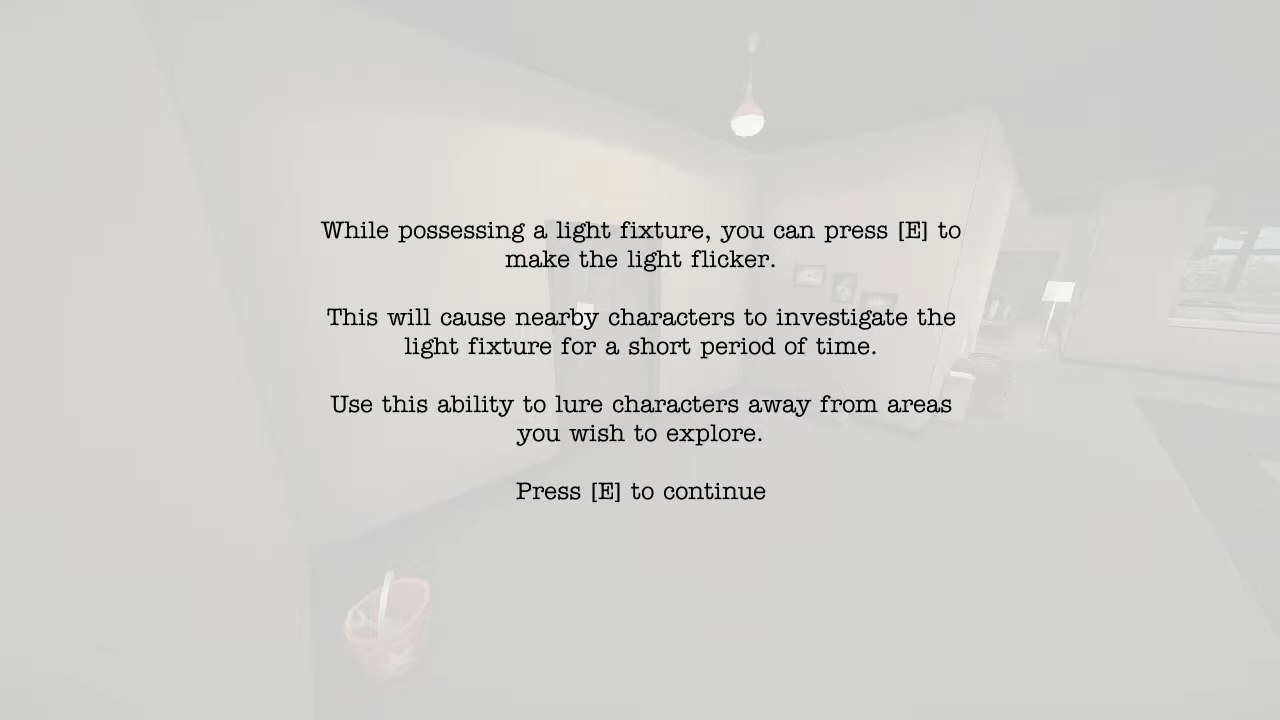 While possessing a light fixture, you can press [E] to
make the light flicker.
This will cause nearby characters to investigate the
light fixture for a short period of time.
Use this ability to lure characters away from areas
you wish to explore.
Press [E] to continue